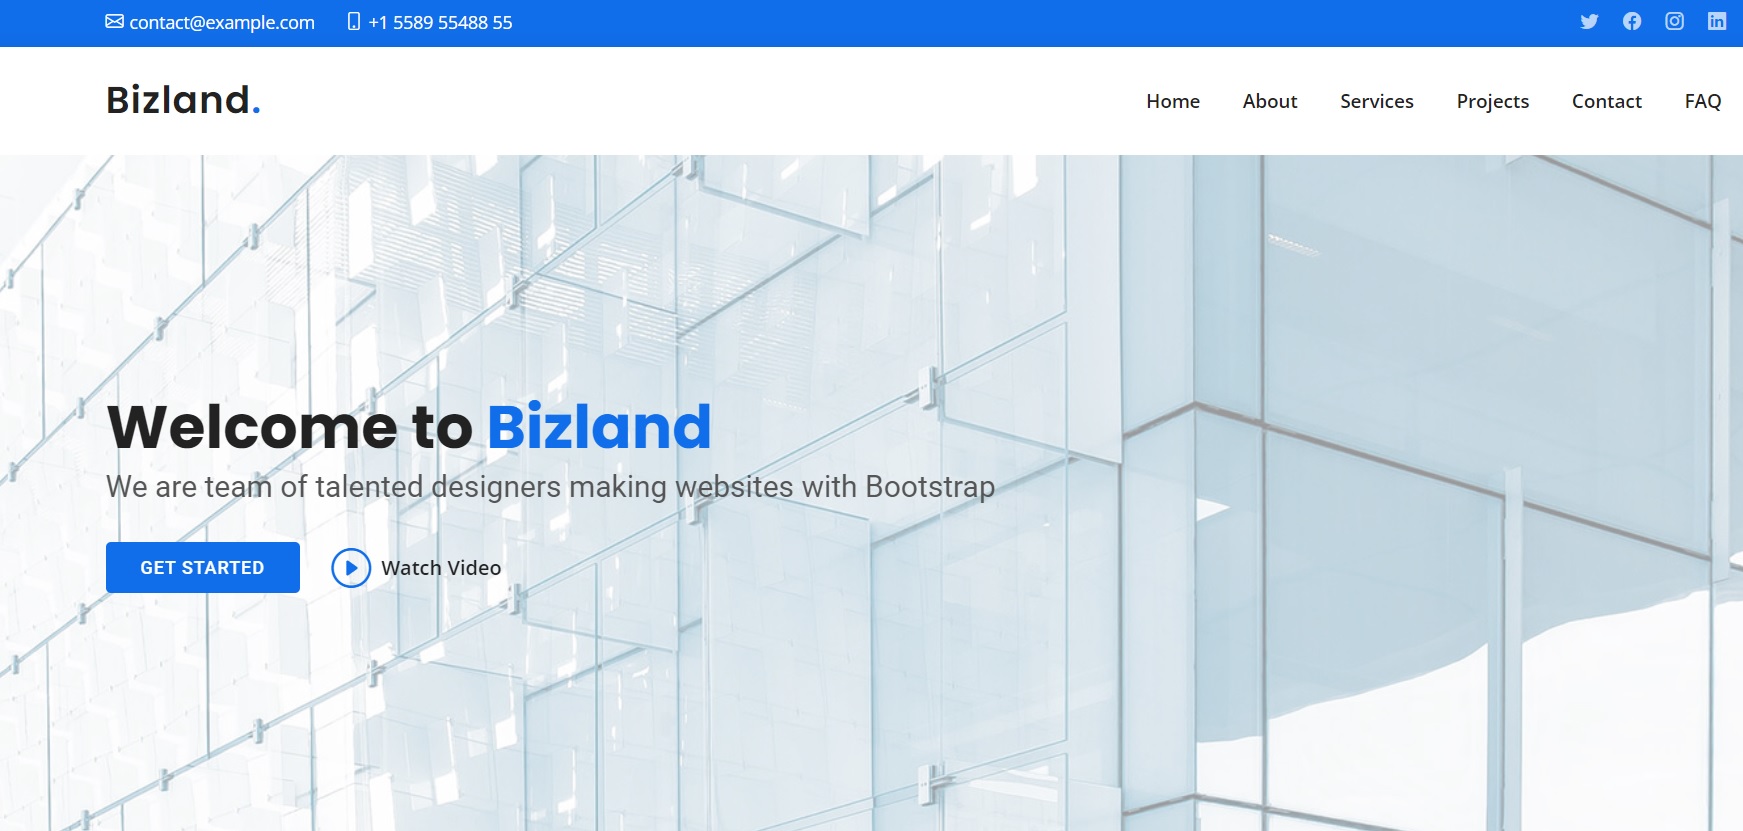 contact@example.com +1 5589 55488 55
Bizland.
Home About Services Projects Contact FAQ
Welcome to Bizland
We are team of talented designers making websites with Bootstrap
GET STARTED Watch Video